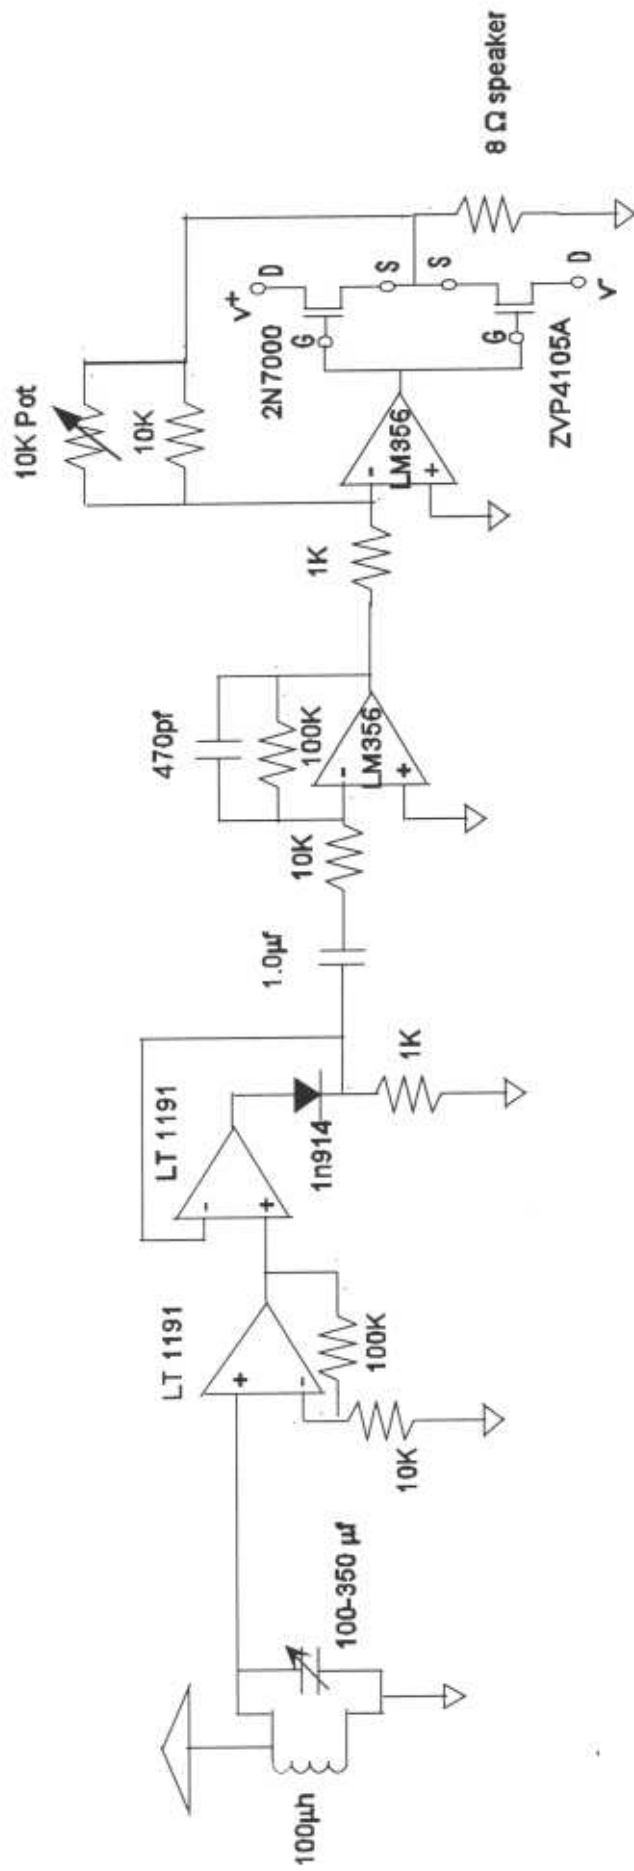 100µh
100-350 µf
LT 1191
+
-
100K
10K
LT 1191
-
+
1n914
1K
1.0µf
10K
470pf
100K
-
LM356
+
1K
10K Pot
10K
-
LM356
+
2N7000
V+
D
G
S
S
G
D
V-
ZVP4105A
8 Ω speaker